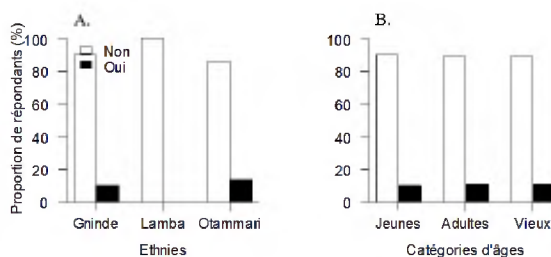 A.
Non
Oui
Proportion de répondants (%)
100
80
60
40
20
0
Gninde Lamba Otammari
Ethnies
B.
100
80
60
40
20
0
Jeunes Adultes Vieux
Catégories d'âges